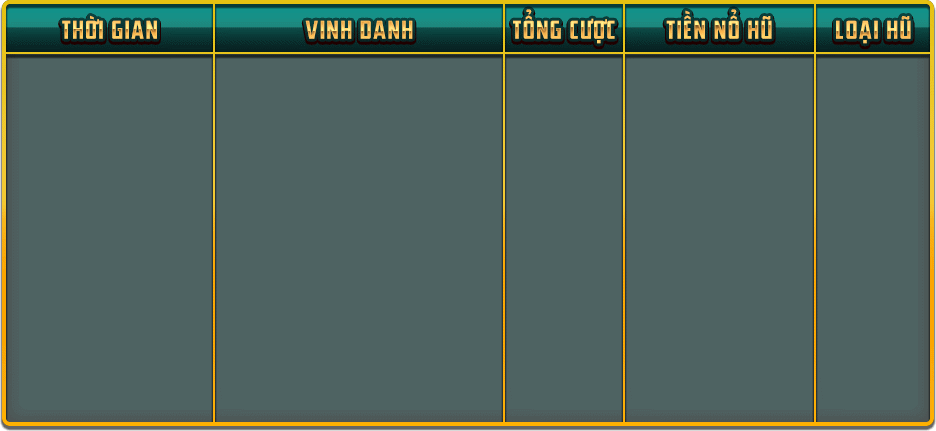 THỜI GIAN VINH DANH TỔNG CƯỢC TIỀN NỔ HŨ LOẠI HŨ